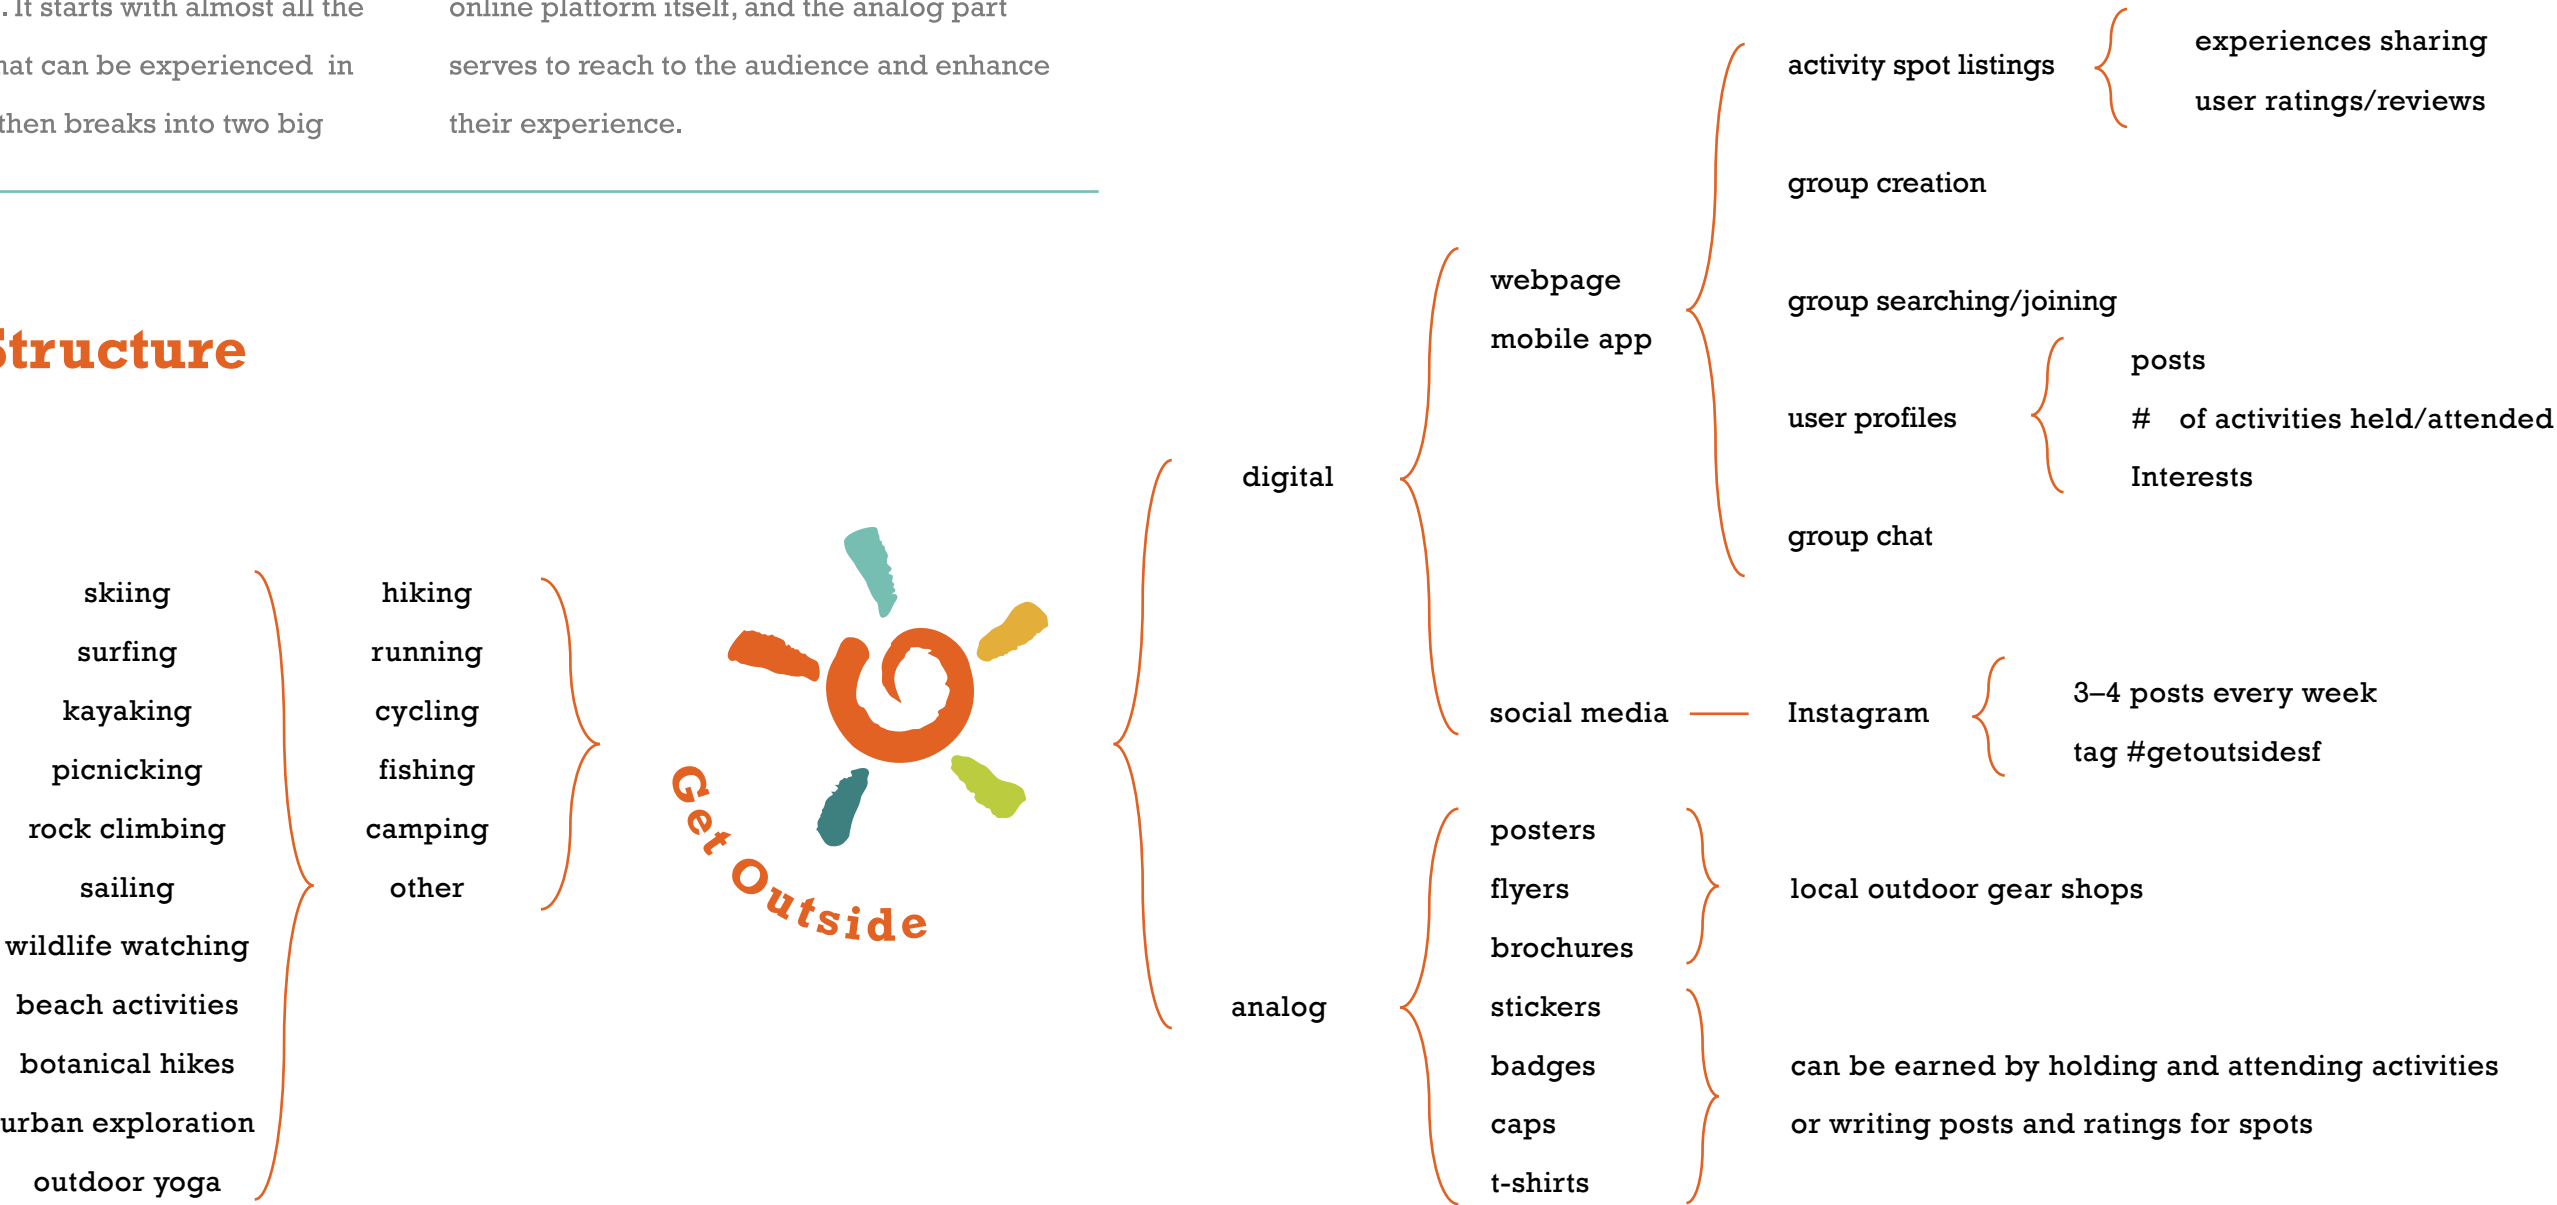 . It starts with almost all the
that can be experienced in
then breaks into two big
online platform itself, and the analog part
serves to reach to the audience and enhance
their experience.
Structure
skiing
surfing
kayaking
picnicking
rock climbing
sailing
wildlife watching
beach activities
botanical hikes
urban exploration
outdoor yoga
hiking
running
cycling
fishing
camping
other
Get Outside
digital
analog
webpage
mobile app
social media
posters
flyers
brochures
stickers
badges
caps
t-shirts
activity spot listings
group creation
group searching/joining
user profiles
group chat
experiences sharing
user ratings/reviews
posts
# of activities held/attended
Interests
Instagram
3–4 posts every week
tag #getoutsidesf
local outdoor gear shops
can be earned by holding and attending activities
or writing posts and ratings for spots